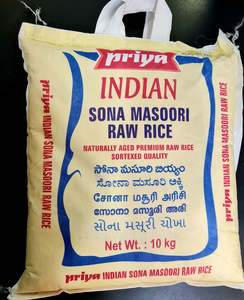 priya
INDIAN
SONA MASOORI
RAW RICE
NATURALLY AGED PREMIUM RAW RICE
SORTEXED QUALITY
సోనా మసూరి బియ్యం
ಸೋನಾ ಮಸೂರಿ ಅಕ್ಕಿ
சோனா மசூரி அரிசி
സോനാ മസൂരി അരി
સોના મસૂરી ચોખા
Net Wt. : 10 kg
priya INDIAN SONA MASOORI RAW RICE
priya INDIAN SONA MASOORI RAW RICE
priya INDIAN SONA MASOORI RAW RICE